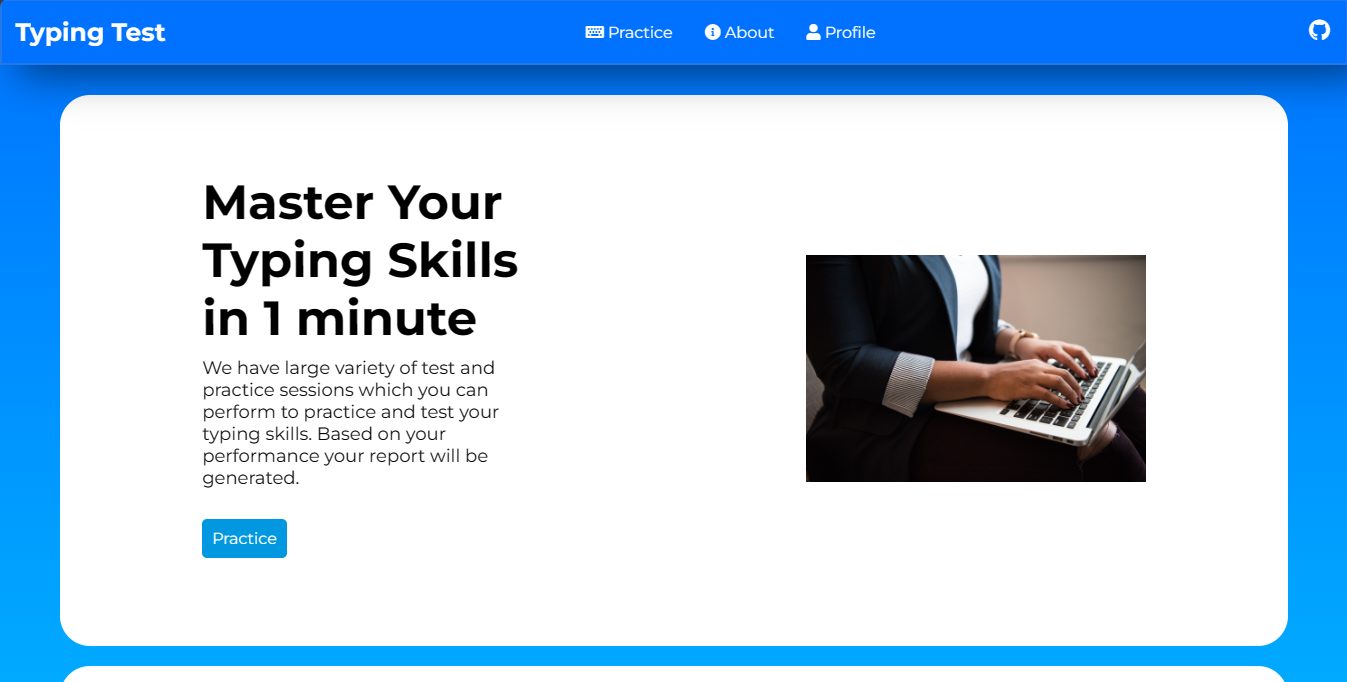 Typing Test
Practice
About
Profile
Master Your
Typing Skills
in 1 minute
We have large variety of test and
practice sessions which you can
perform to practice and test your
typing skills. Based on your
performance your report will be
generated.
Practice